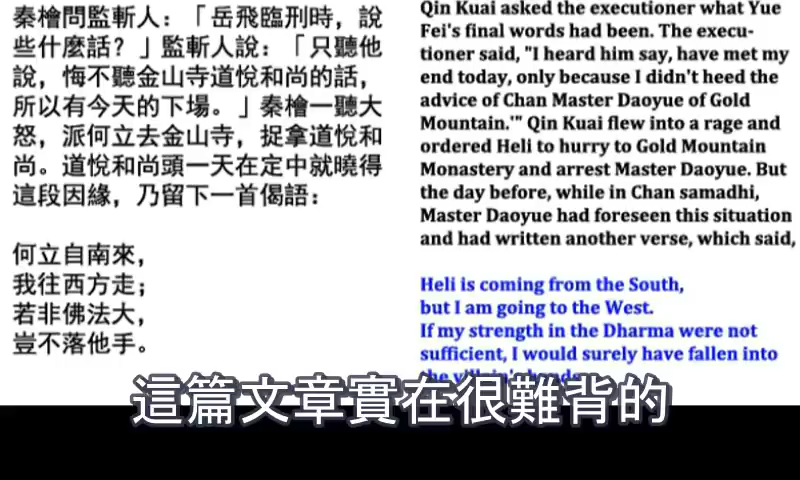 秦檜問監斬人：「岳飛臨刑時，說
些什麼話？」監斬人說：「只聽他
說，悔不聽金山寺道悅和尚的話，
所以有今天的下場。」秦檜一聽大
怒，派何立去金山寺，捉拿道悅和
尚。道悅和尚頭一天在定中就曉得
這段因緣，乃留下一首偈語：
何立自南來，
我往西方走；
若非佛法大，
豈不落他手。
Qin Kuai asked the executioner what Yue
Fei's final words had been. The execu-
tioner said, "I heard him say, have met my
end today, only because I didn't heed the
advice of Chan Master Daoyue of Gold
Mountain.'" Qin Kuai flew into a rage and
ordered Heli to hurry to Gold Mountain
Monastery and arrest Master Daoyue. But
the day before, while in Chan samadhi,
Master Daoyue had foreseen this situation
and had written another verse, which said,
Heli is coming from the South,
but I am going to the West.
If my strength in the Dharma were not
sufficient, I would surely have fallen into
這篇文章實在很難背的